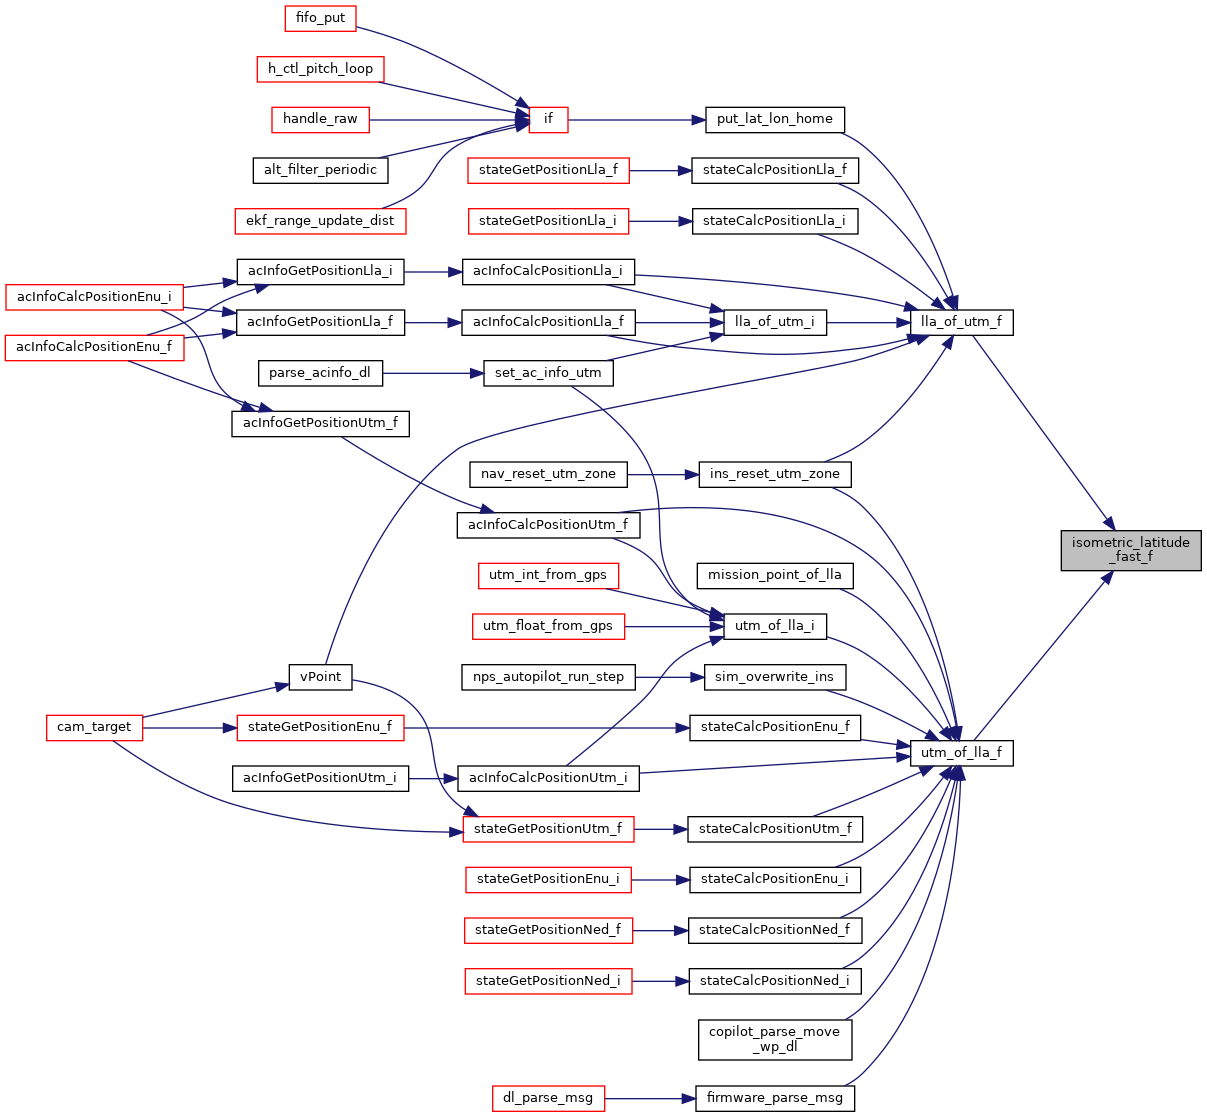 fifo_put
h_ctl_pitch_loop
handle_raw
if
put_lat_lon_home
alt_filter_periodic
stateGetPositionLla_f
stateCalcPositionLla_f
ekf_range_update_dist
stateGetPositionLla_i
stateCalcPositionLla_i
acInfoGetPositionLla_i
acInfoCalcPositionLla_i
acInfoCalcPositionEnu_i
acInfoGetPositionLla_f
acInfoCalcPositionLla_f
lla_of_utm_i
lla_of_utm_f
acInfoCalcPositionEnu_f
parse_acinfo_dl
set_ac_info_utm
acInfoGetPositionUtm_f
nav_reset_utm_zone
ins_reset_utm_zone
acInfoCalcPositionUtm_f
isometric_latitude
_fast_f
utm_int_from_gps
mission_point_of_lla
utm_float_from_gps
utm_of_lla_i
vPoint
nps_autopilot_run_step
sim_overwrite_ins
cam_target
stateGetPositionEnu_f
stateCalcPositionEnu_f
utm_of_lla_f
acInfoGetPositionUtm_i
acInfoCalcPositionUtm_i
stateGetPositionUtm_f
stateCalcPositionUtm_f
stateGetPositionEnu_i
stateCalcPositionEnu_i
stateGetPositionNed_f
stateCalcPositionNed_f
stateGetPositionNed_i
stateCalcPositionNed_i
copilot_parse_move
_wp_dl
dl_parse_msg
firmware_parse_msg